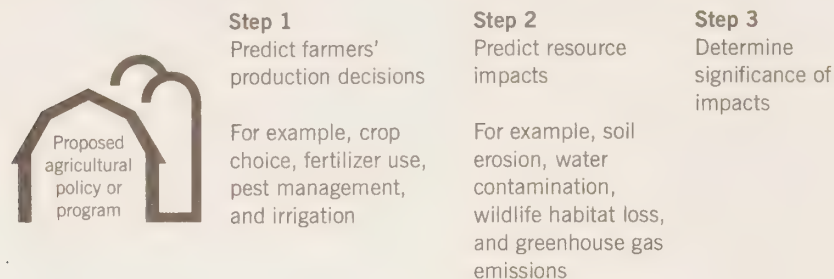 Proposed
agricultural
policy or
program
Step 1
Predict farmers'
production decisions
For example, crop
choice, fertilizer use,
pest management,
and irrigation
Step 2
Predict resource
impacts
For example, soil
erosion, water
contamination,
wildlife habitat loss,
and greenhouse gas
emissions
Step 3
Determine
significance of
impacts